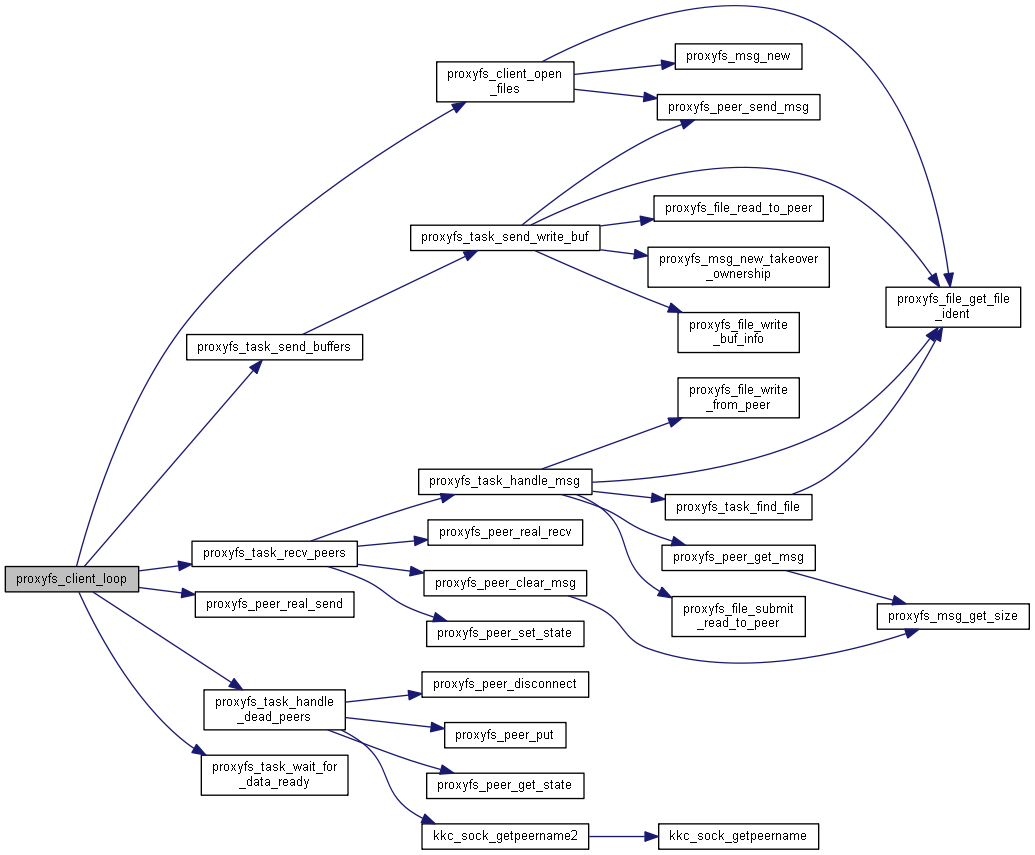 proxyfs_client_open
_files
proxyfs_msg_new
proxyfs_peer_send_msg
proxyfs_task_send_write_buf
proxyfs_file_read_to_peer
proxyfs_msg_new_takeover
_ownership
proxyfs_file_get_file
_ident
proxyfs_task_send_buffers
proxyfs_file_write
_buf_info
proxyfs_file_write
_from_peer
proxyfs_task_handle_msg
proxyfs_task_find_file
proxyfs_peer_real_recv
proxyfs_task_recv_peers
proxyfs_peer_get_msg
proxyfs_client_loop
proxyfs_peer_clear_msg
proxyfs_peer_real_send
proxyfs_file_submit
_read_to_peer
proxyfs_msg_get_size
proxyfs_peer_set_state
proxyfs_peer_disconnect
proxyfs_task_handle
_dead_peers
proxyfs_peer_put
proxyfs_task_wait_for
_data_ready
proxyfs_peer_get_state
kkc_sock_getpeername2
kkc_sock_getpeername